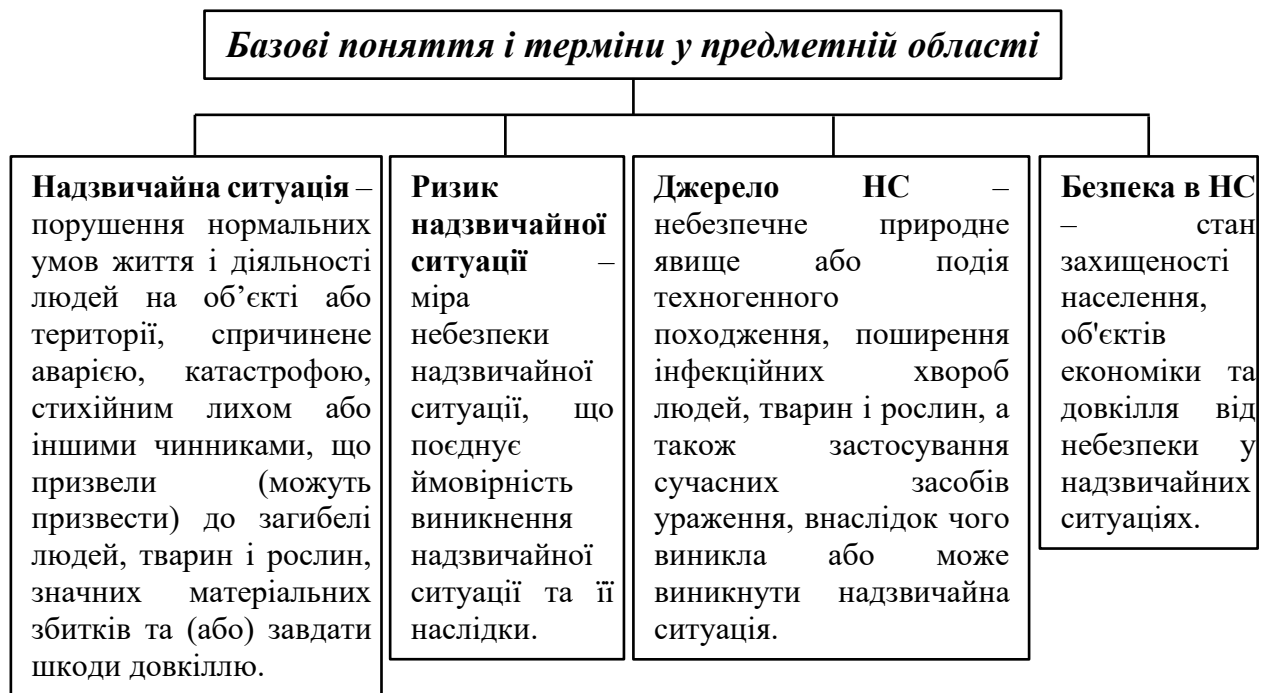 Базові поняття і терміни у предметній області
Надзвичайна ситуація –
порушення нормальних
умов життя і діяльності
людей на об’єкті або
території, спричинене
аварією, катастрофою,
стихійним лихом або
іншими чинниками, що
призвели (можуть
призвести) до загибелі
людей, тварин і рослин,
значних матеріальних
збитків та (або) завдати
шкоди довкіллю.
Ризик
надзвичайної
ситуації –
міра
небезпеки
надзвичайної
ситуації, що
поєднує
ймовірність
виникнення
надзвичайної
ситуації та її
наслідки.
Джерело НС –
небезпечне природне
явище або подія
техногенного
походження, поширення
інфекційних хвороб
людей, тварин і рослин, а
також застосування
сучасних засобів
ураження, внаслідок чого
виникла або може
виникнути надзвичайна
ситуація.
Безпека в НС
– стан
захищеності
населення,
об'єктів
економіки та
довкілля від
небезпеки у
надзвичайних
ситуаціях.